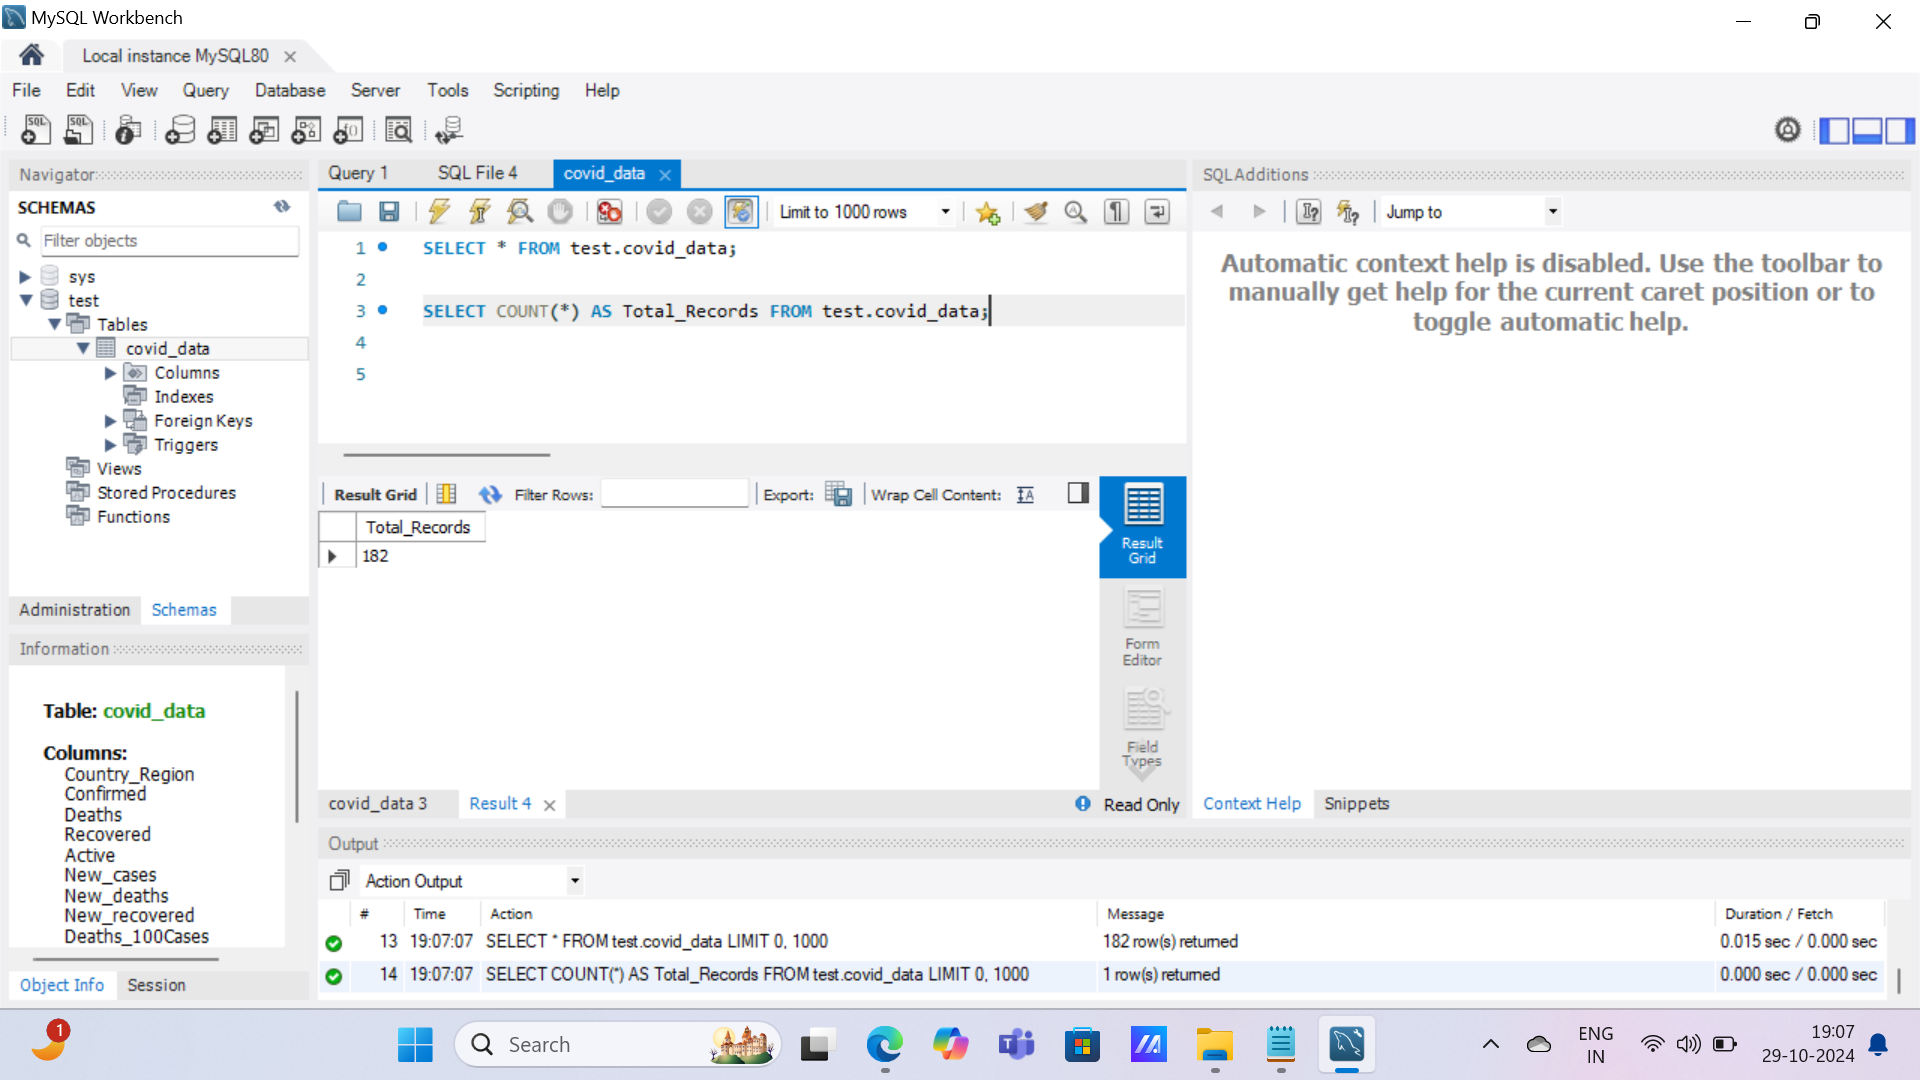 MySQL Workbench
Local instance MySQL80
File Edit View Query Database Server Tools Scripting Help
Navigator
SCHEMAS
Filter objects
sys
test
Tables
covid_data
Columns
Indexes
Foreign Keys
Triggers
Views
Stored Procedures
Functions
Administration Schemas
Information
Table: covid_data
Columns:
Country_Region
Confirmed
Deaths
Recovered
Active
New_cases
New_deaths
New_recovered
Deaths_100Cases
Object Info Session
Query 1 SQL File 4 covid_data
Limit to 1000 rows
1 SELECT * FROM test.covid_data;
2
3 SELECT COUNT(*) AS Total_Records FROM test.covid_data;
4
5
Result Grid Filter Rows: Export: Wrap Cell Content:
Total_Records
182
Result Grid
Form Editor
Field Types
covid_data 3 Result 4 Read Only
SQLAdditions
Jump to
Automatic context help is disabled. Use the toolbar to
manually get help for the current caret position or to
toggle automatic help.
Context Help Snippets
Output
Action Output
# Time Action Message Duration / Fetch
13 19:07:07 SELECT * FROM test.covid_data LIMIT 0, 1000 182 row(s) returned 0.015 sec / 0.000 sec
14 19:07:07 SELECT COUNT(*) AS Total_Records FROM test.covid_data LIMIT 0, 1000 1 row(s) returned 0.000 sec / 0.000 sec
1
Search
ENG
IN
19:07
29-10-2024